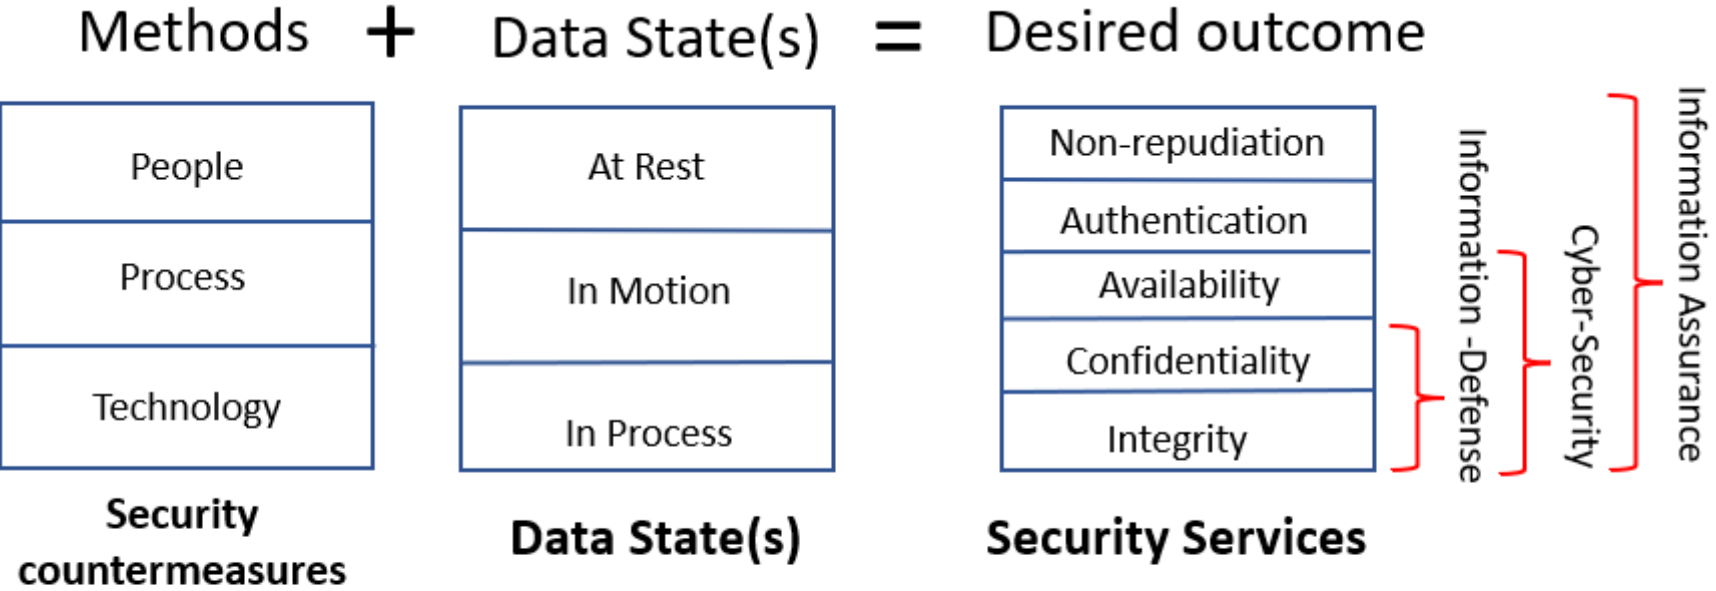 Methods + Data State(s) = Desired outcome
People
Process
Technology
Security
countermeasures
At Rest
In Motion
In Process
Data State(s)
Non-repudiation
Authentication
Availability
Confidentiality
Integrity
Security Services
Information -Defense
Cyber-Security
Information Assurance